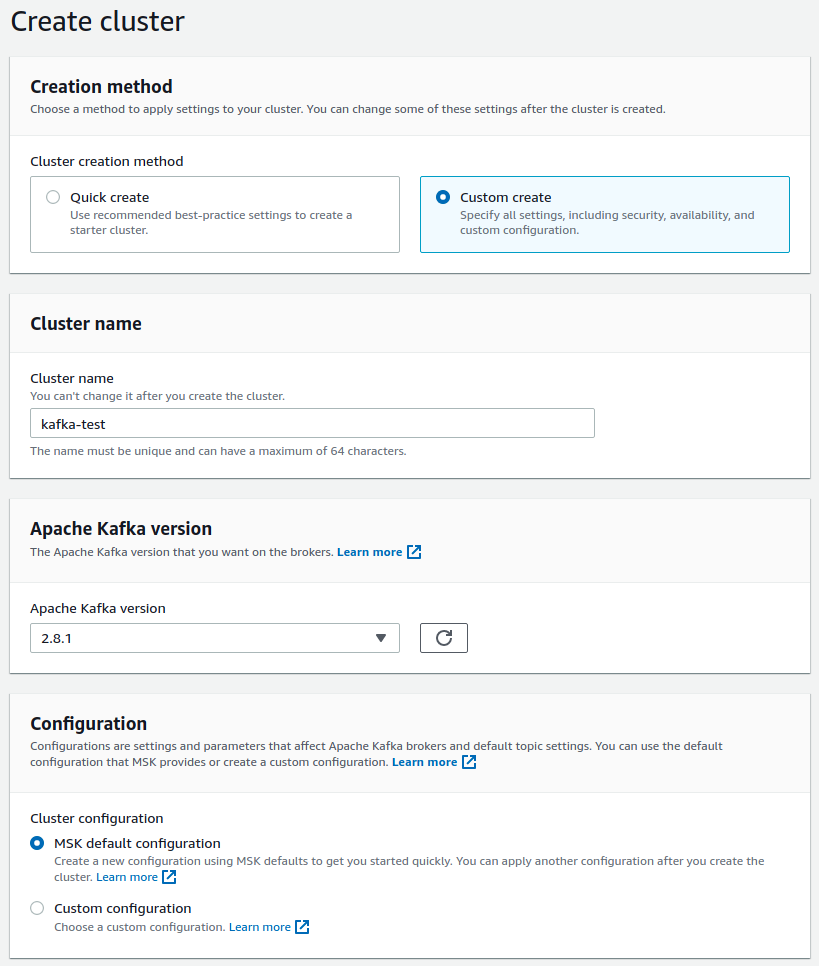 Create cluster
Creation method
Choose a method to apply settings to your cluster. You can change some of these settings after the cluster is created.
Cluster creation method
Quick create
Use recommended best-practice settings to create a
starter cluster.
Custom create
Specify all settings, including security, availability, and
custom configuration.
Cluster name
Cluster name
You can't change it after you create the cluster.
kafka-test
The name must be unique and can have a maximum of 64 characters.
Apache Kafka version
The Apache Kafka version that you want on the brokers. Learn more
Apache Kafka version
2.8.1
Configuration
Configurations are settings and parameters that affect Apache Kafka brokers and default topic settings. You can use the default
configuration that MSK provides or create a custom configuration. Learn more
Cluster configuration
MSK default configuration
Create a new configuration using MSK defaults to get you started quickly. You can apply another configuration after you create the
cluster. Learn more
Custom configuration
Choose a custom configuration. Learn more